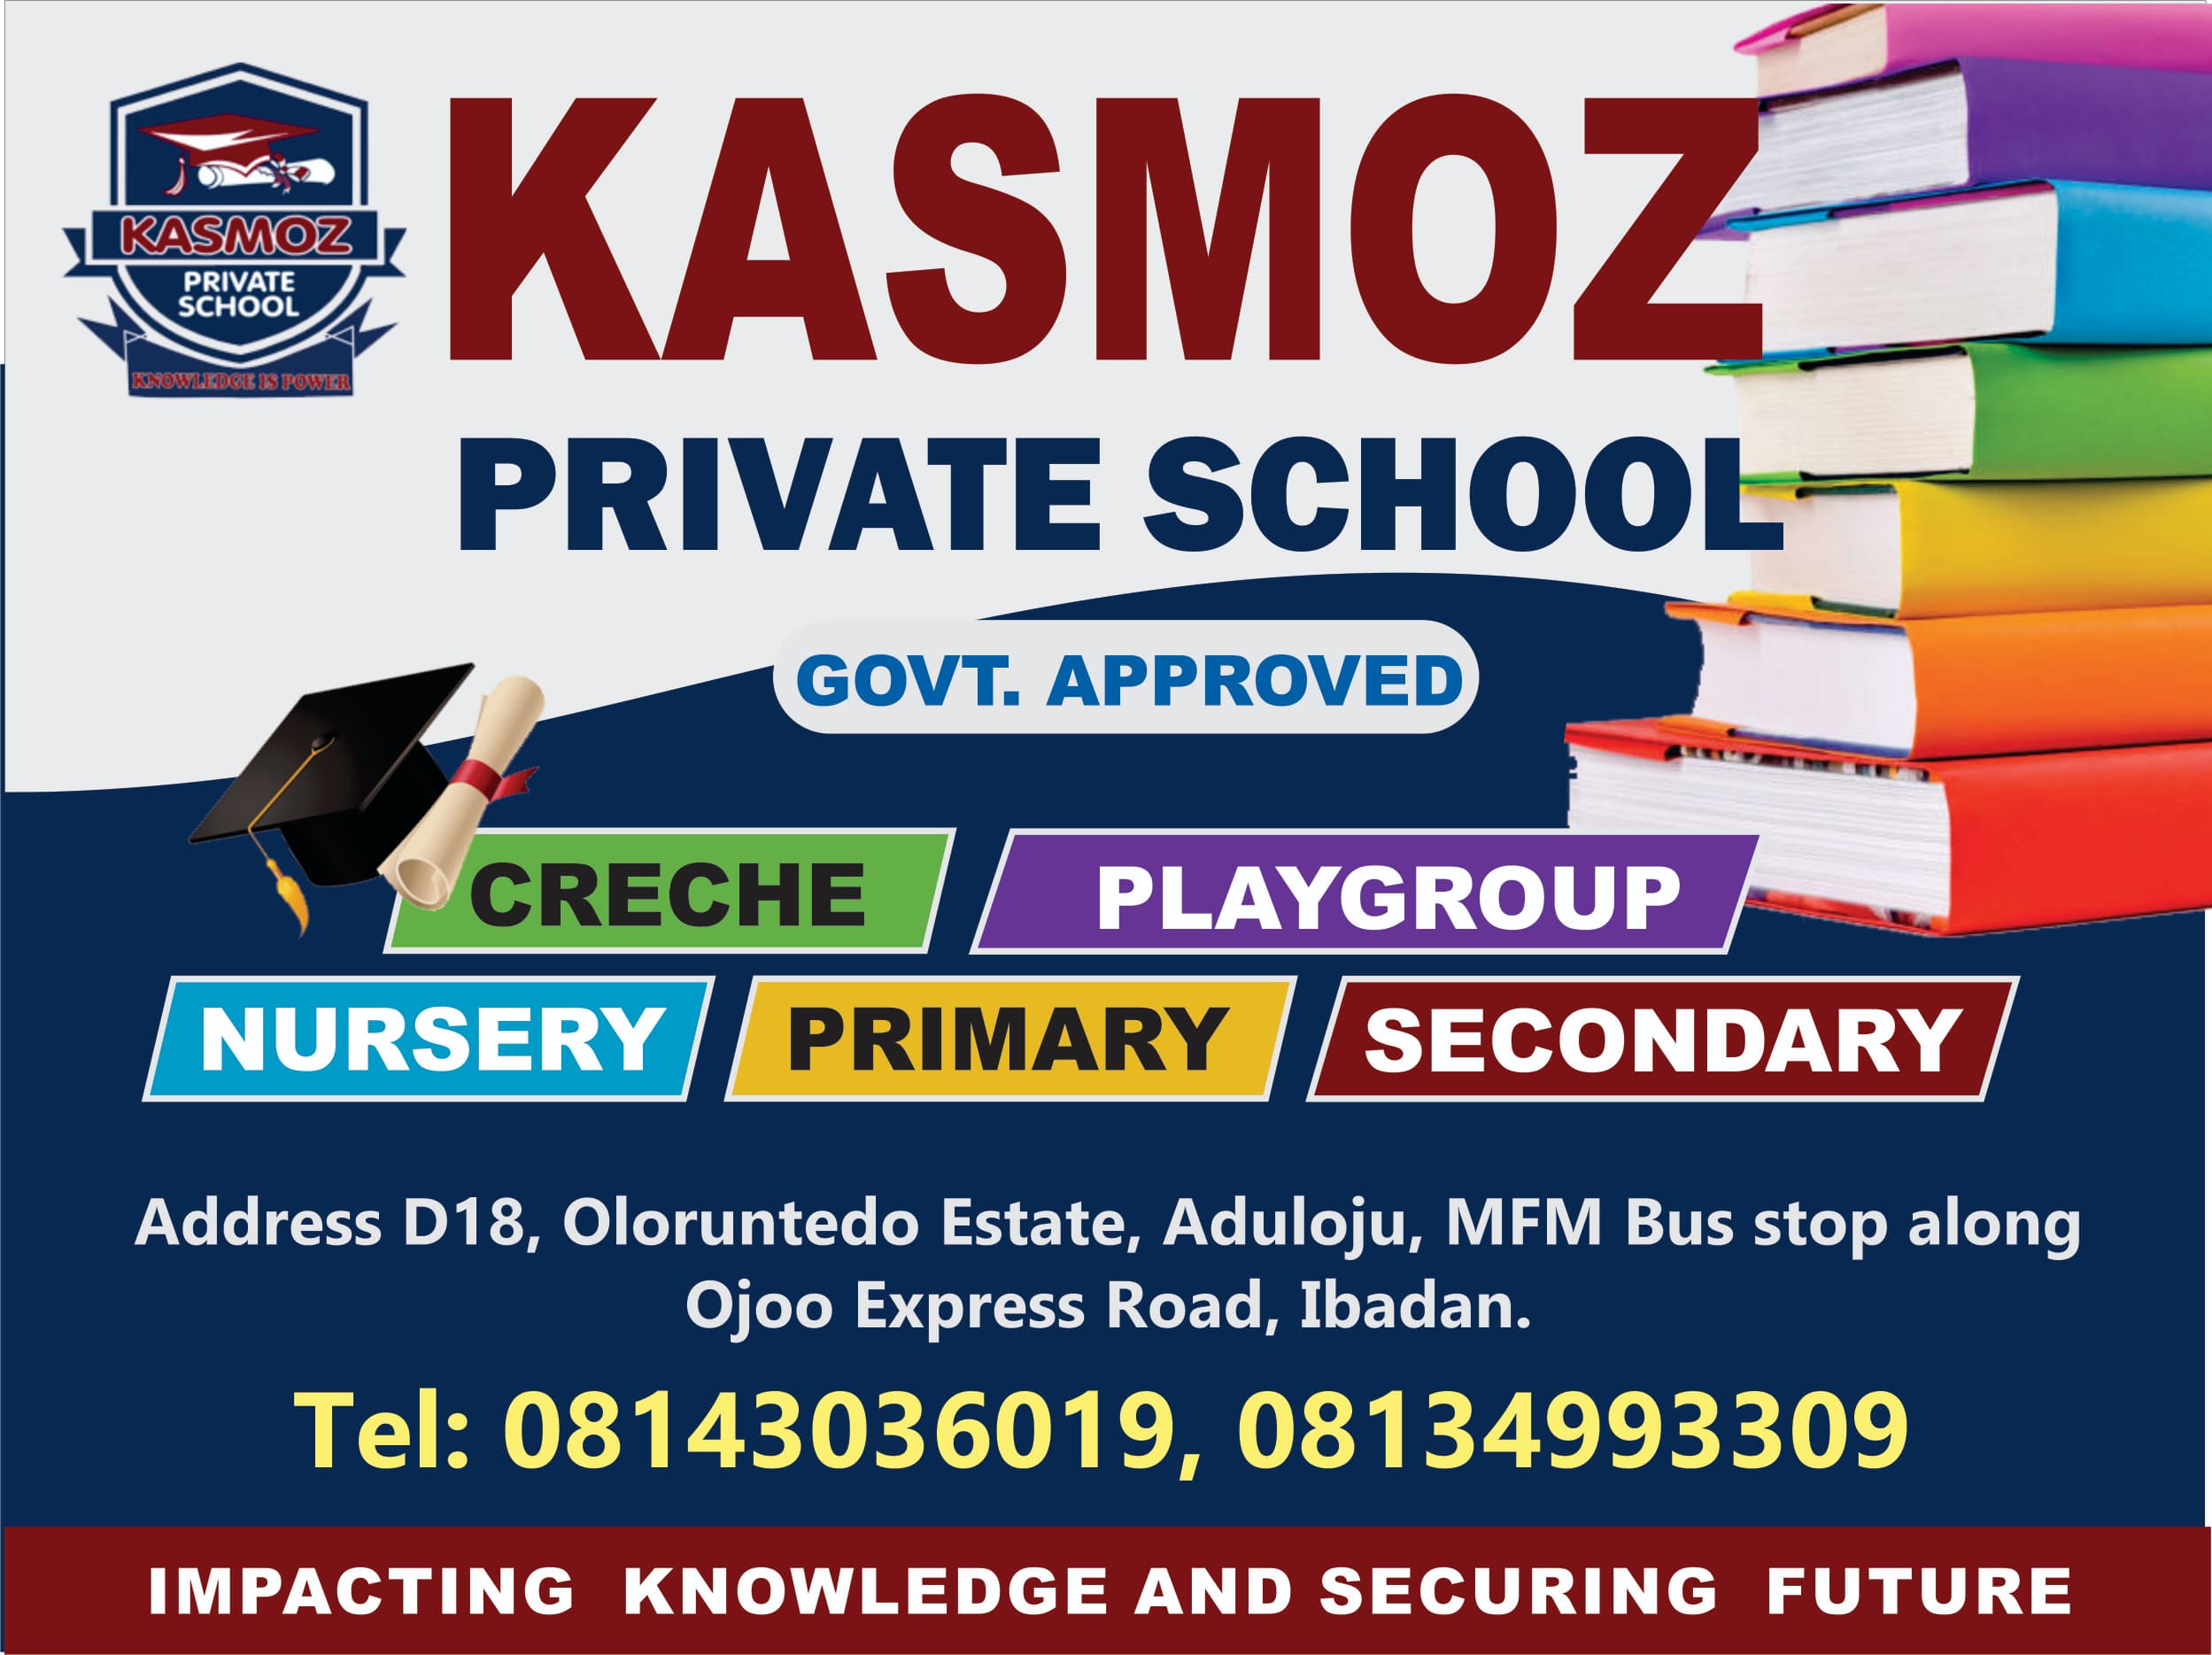 KASMOZ
PRIVATE
SCHOOL
KNOWLEDGE IS POWER
KASMOZ
PRIVATE SCHOOL
GOVT. APPROVED
CRECHE
PLAYGROUP
NURSERY
PRIMARY
SECONDARY
Address D18, Oloruntedo Estate, Aduloju, MFM Bus stop along
Ojoo Express Road, Ibadan.
Tel: 08143036019, 08134993309
IMPACTING KNOWLEDGE AND SECURING FUTURE